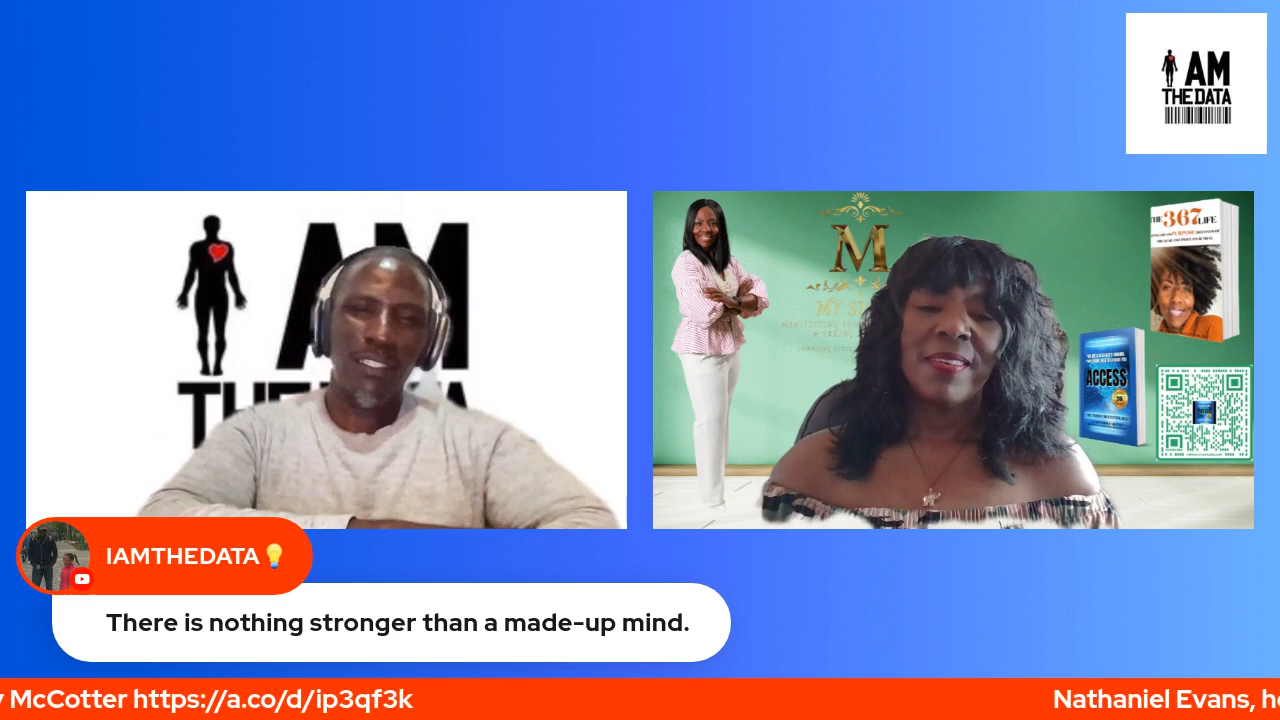 I AM
THE DATA
AM
M
THE 367 LIFE
ACCESS
IAMTHEDATA💡
There is nothing stronger than a made-up mind.
McCotter https://a.co/d/ip3qf3k
Nathaniel Evans,